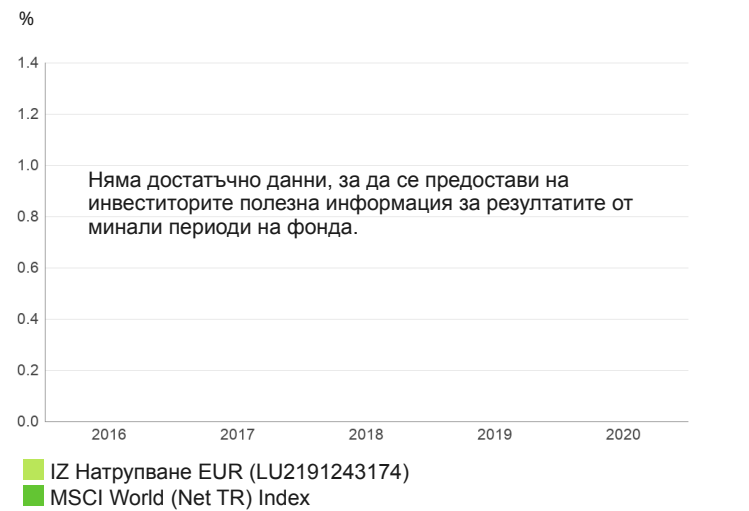 %
1.4
1.2
1.0
Няма достатъчно данни, за да се предостави на
инвеститорите полезна информация за резултатите от
0.8
минали периоди на фонда.
0.6
0.4
0.2
0.0
2016 2017 2018 2019 2020
IZ Натрупване EUR (LU2191243174)
MSCI World (Net TR) Index